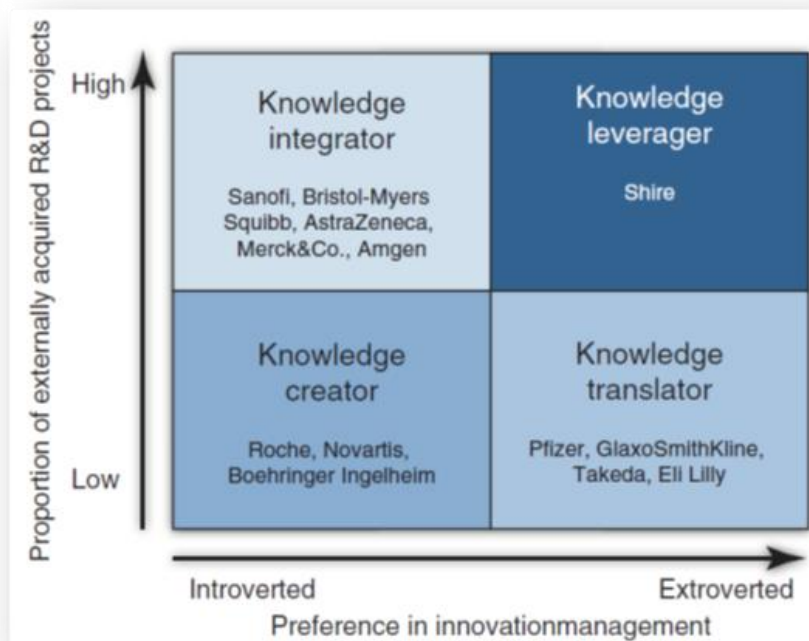 Proportion of externally acquired R&D projects
High
Low
Knowledge
integrator
Sanofi, Bristol-Myers
Squibb, AstraZeneca,
Merck&Co., Amgen
Knowledge
leverager
Shire
Knowledge
creator
Roche, Novartis,
Boehringer Ingelheim
Knowledge
translator
Pfizer, GlaxoSmithKline,
Takeda, Eli Lilly
Introverted
Extroverted
Preference in innovationmanagement